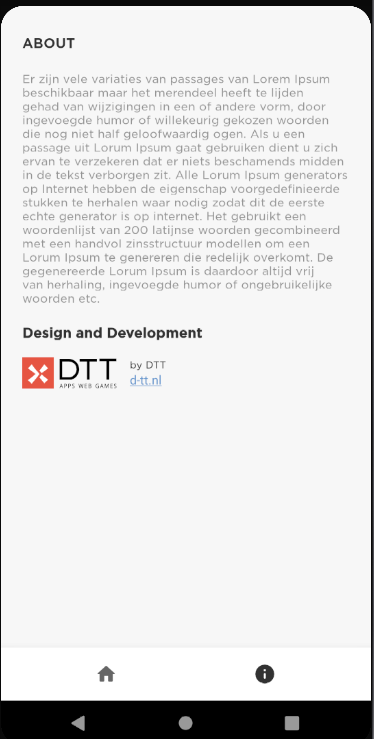 ABOUT
Er zijn vele variaties van passages van Lorem Ipsum
beschikbaar maar het merendeel heeft te lijden
gehad van wijzigingen in een of andere vorm, door
ingevoegde humor of willekeurig gekozen woorden
die nog niet half geloofwaardig ogen. Als u een
passage uit Lorum Ipsum gaat gebruiken dient u zich
ervan te verzekeren dat er niets beschamends midden
in de tekst verborgen zit. Alle Lorum Ipsum generators
op Internet hebben de eigenschap voorgedefinieerde
stukken te herhalen waar nodig zodat dit de eerste
echte generator is op internet. Het gebruikt een
woordenlijst van 200 latijnse woorden gecombineerd
met een handvol zinsstructuur modellen om een
Lorum Ipsum te genereren die redelijk overkomt. De
gegenereerde Lorum Ipsum is daardoor altijd vrij
van herhaling, ingevoegde humor of ongebruikelijke
woorden etc.
Design and Development
DTT
APPS WEB GAMES
by DTT
d-tt.nl